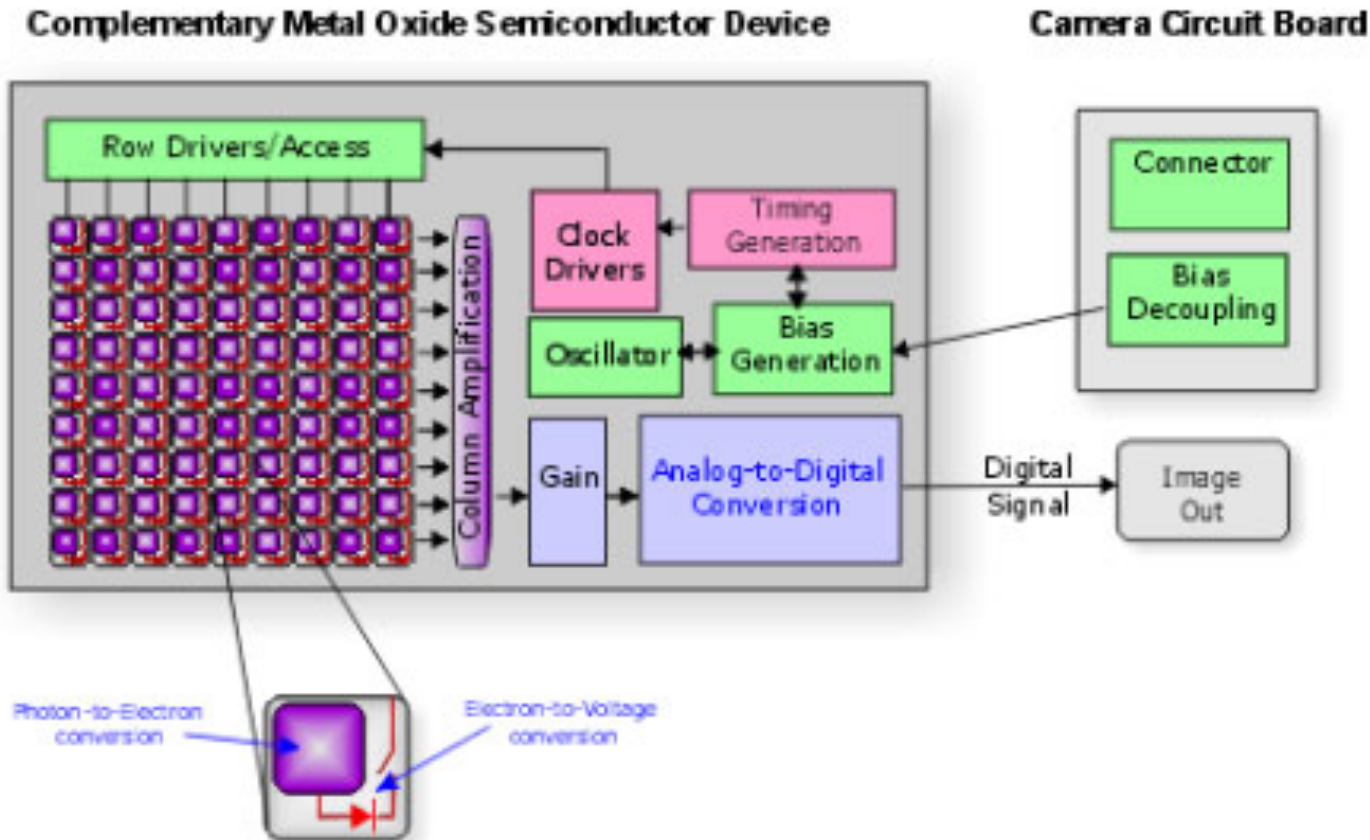 Complementary Metal Oxide Semiconductor Device
Camera Circuit Board
Row Drivers/Access
Connector
Clock
Drivers
Timing
Generation
Bias
Decoupling
Oscillator
Bias
Generation
Column Amplification
Gain
Analog-to-Digital
Conversion
Digital
Signal
Image
Out
Photon-to-Electron
conversion
Electron-to-Voltage
conversion